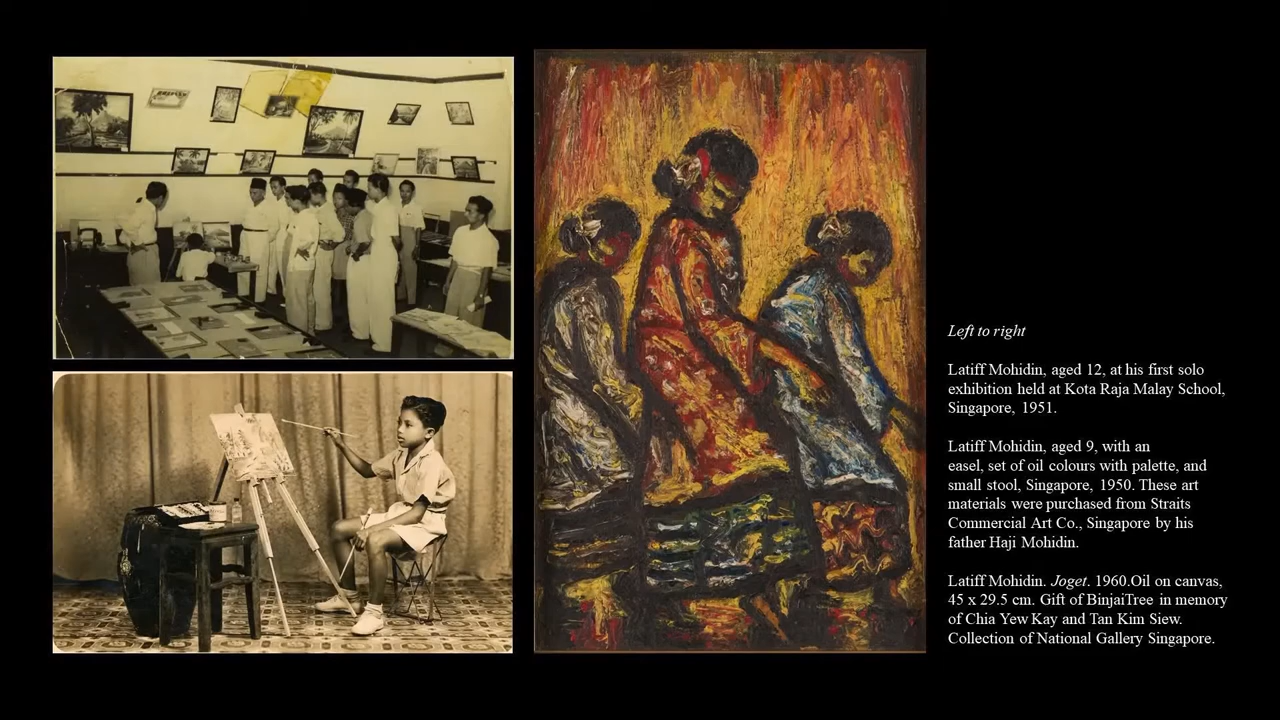 Left to right
Latiff Mohidin, aged 12, at his first solo
exhibition held at Kota Raja Malay School,
Singapore, 1951.
Latiff Mohidin, aged 9, with an
easel, set of oil colours with palette, and
small stool, Singapore, 1950. These art
materials were purchased from Straits
Commercial Art Co., Singapore by his
father Haji Mohidin.
Latiff Mohidin. Joget. 1960.Oil on canvas,
45 x 29.5 cm. Gift of BinjaiTree in memory
of Chia Yew Kay and Tan Kim Siew.
Collection of National Gallery Singapore.